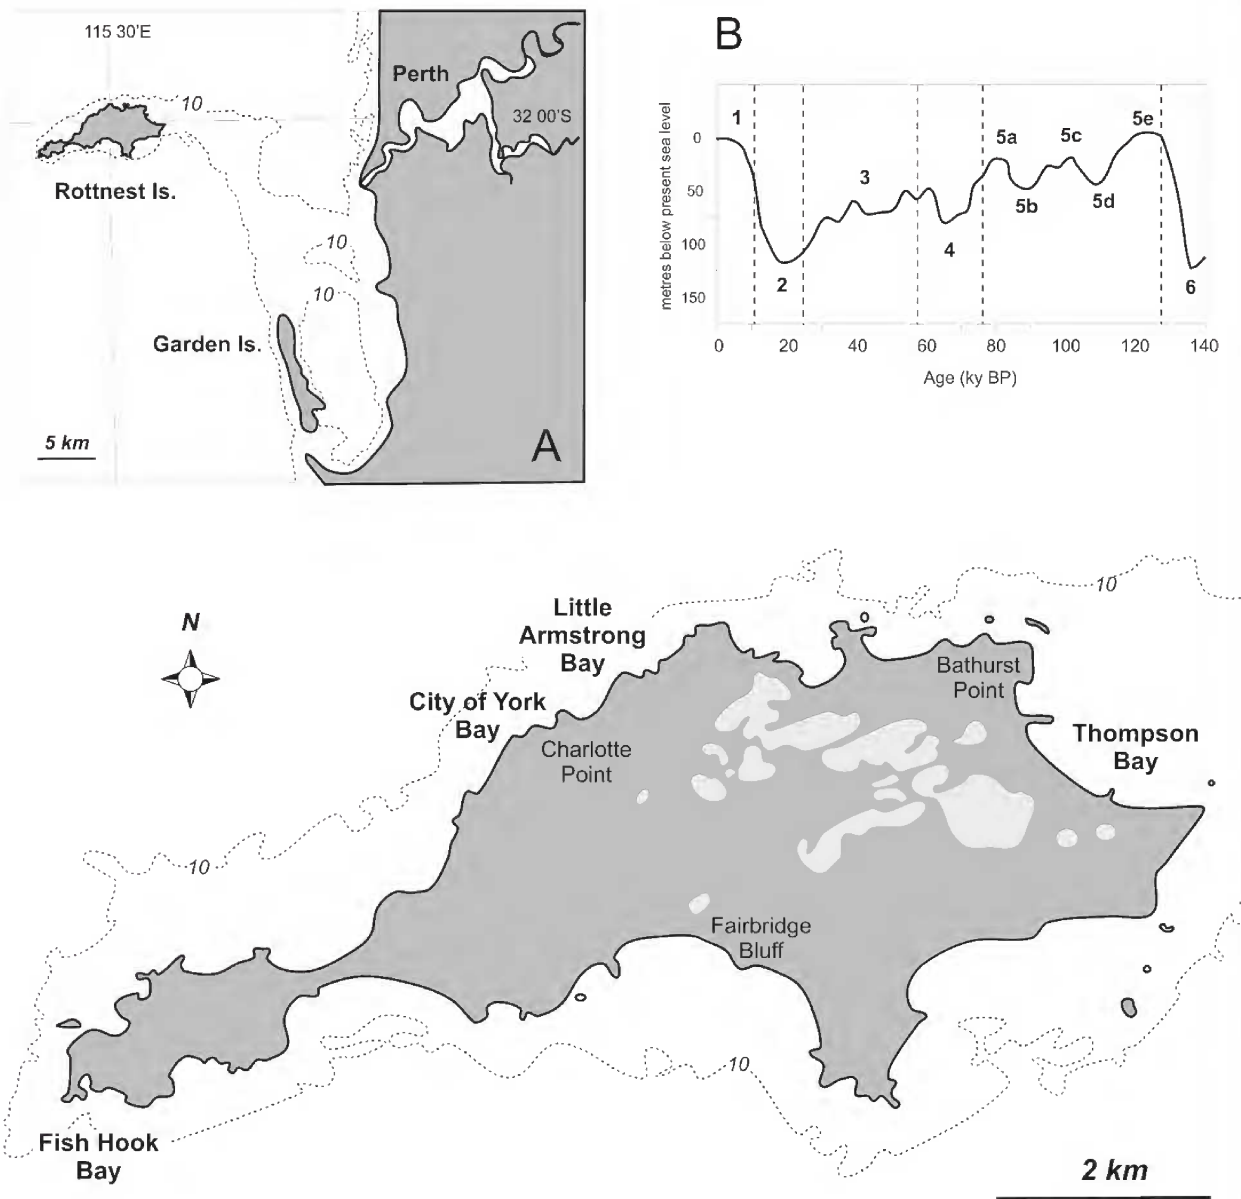 115 30'E
10
Perth
32 00'S
Rottnest Is.
10
10
Garden Is.
5 km
A
B
metres below present sea level
0
50
100
150
1
2
3
4
5a
5b
5c
5d
5e
6
0 20 40 60 80 100 120 140
Age (ky BP)
N
Little
Armstrong
Bay
10
City of York
Bay
Charlotte
Point
Bathurst
Point
Thompson
Bay
10
Fairbridge
Bluff
10
Fish Hook
Bay
2 km